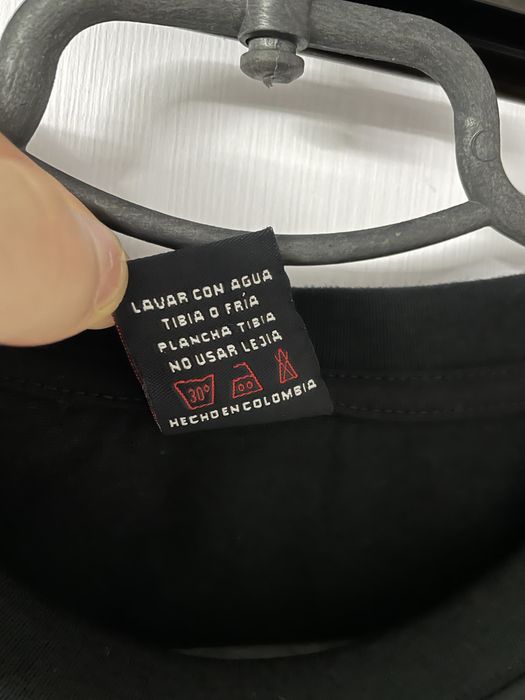 LAVAR CON AGUA
TIBIA O FRÍA
PLANCHA TIBIA
NO USAR LEJIA
30°
HECHO EN COLOMBIA